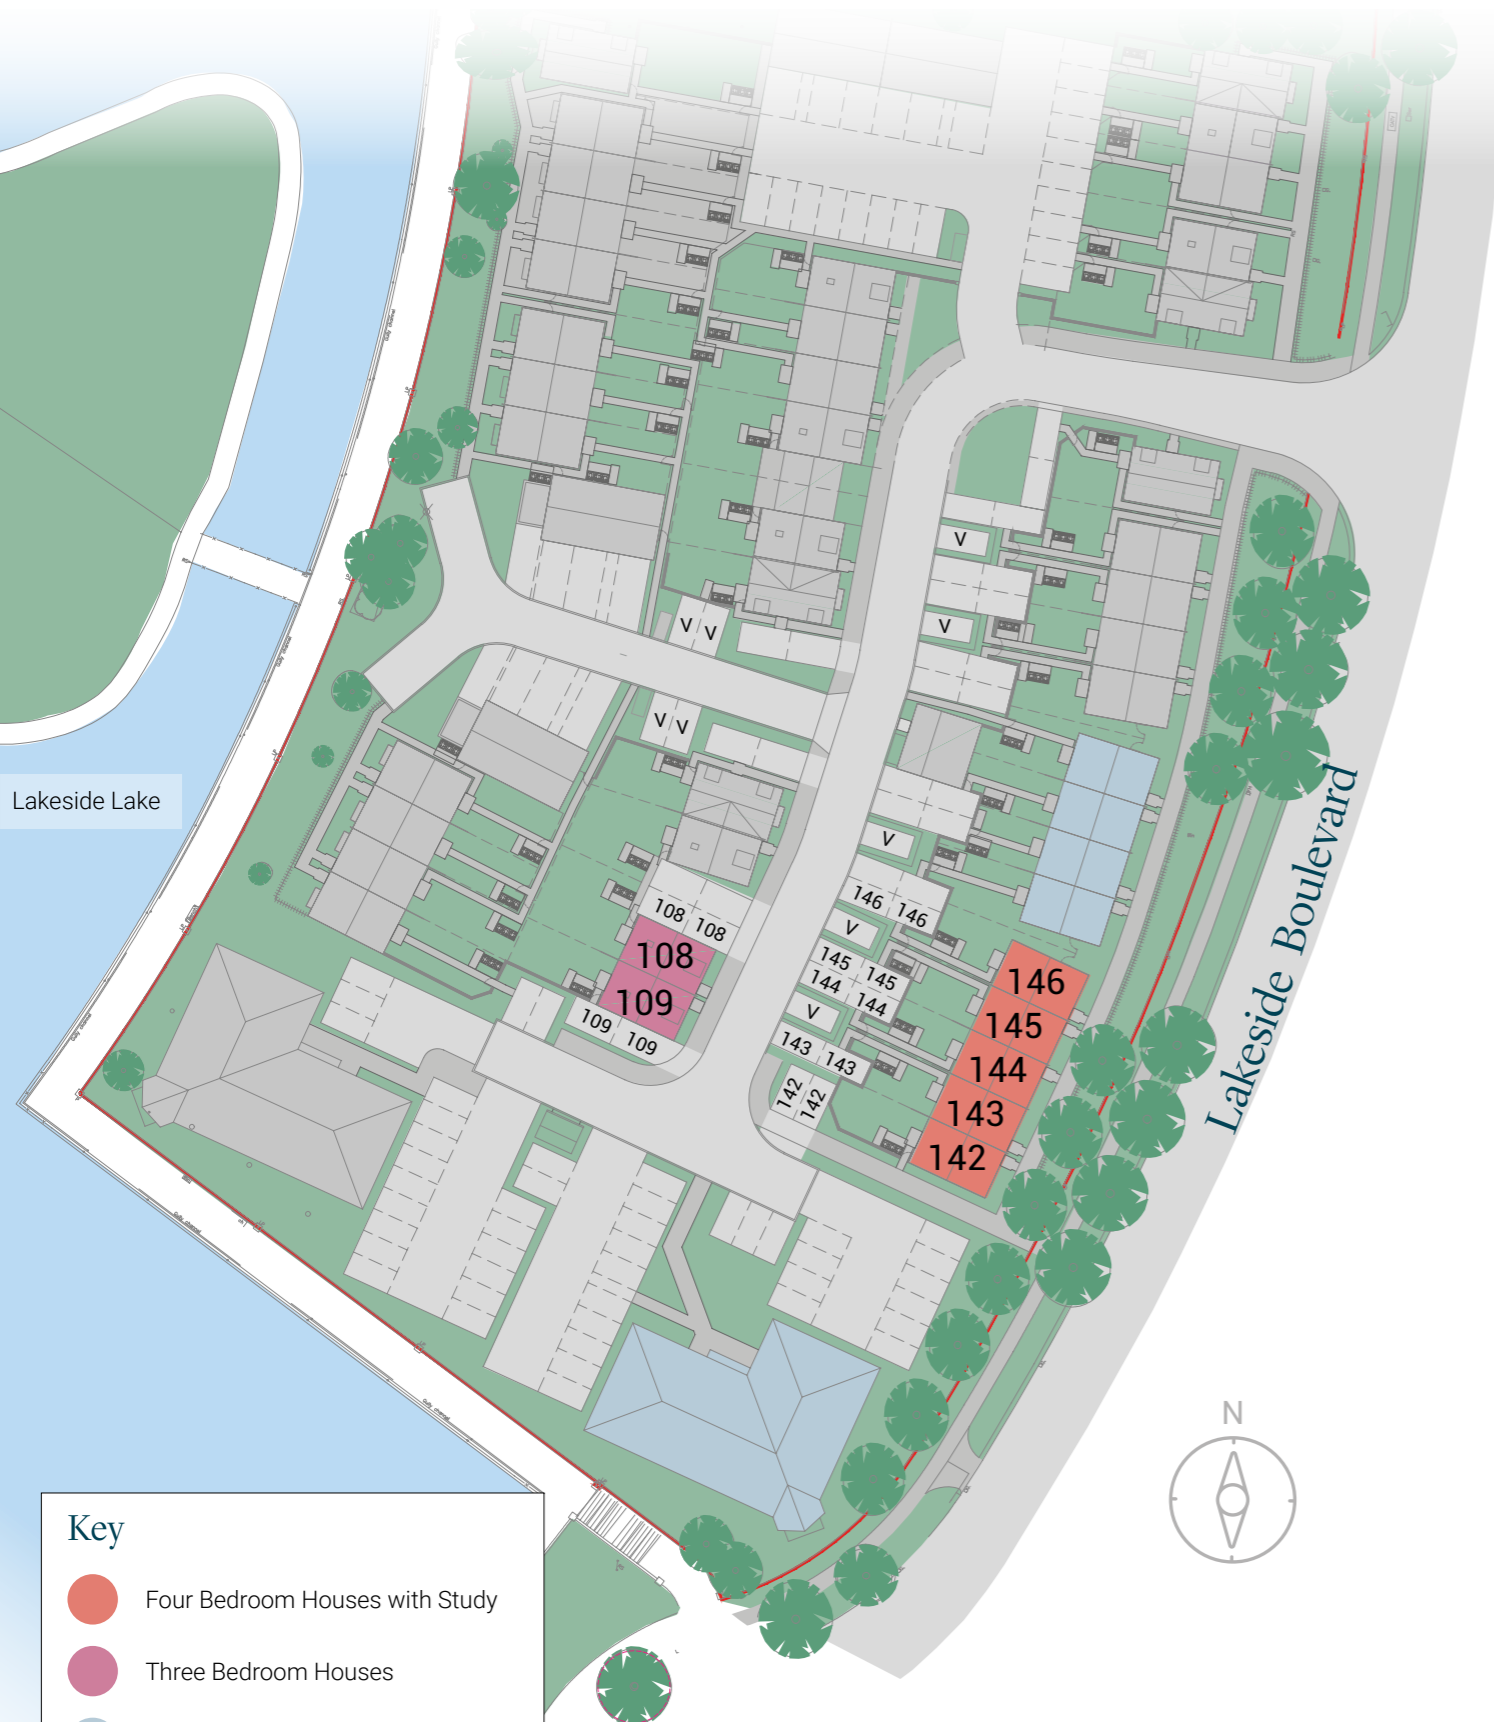 V
V
V V
V V
Lakeside Lake
V
Lakeside Boulevard
108 108
108
109
109 109
146 146
V
145 145
144 144
V
143 143
142 142
146
145
144
143
142
N
Key
Four Bedroom Houses with Study
Three Bedroom Houses